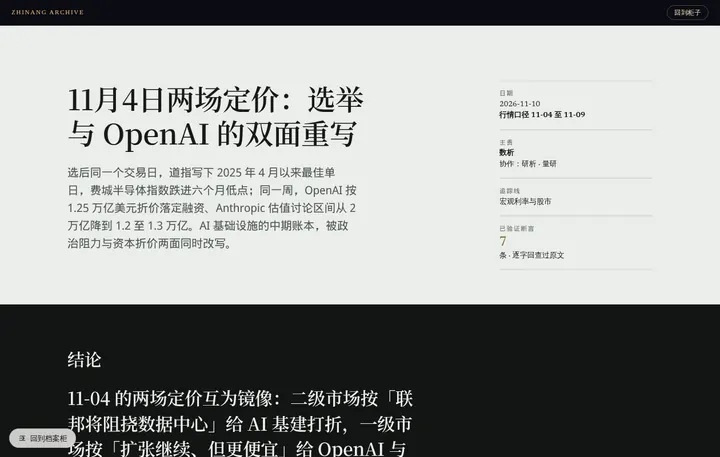 ZHINANG ARCHIVE
回到柜子
11月4日两场定价：选举
与 OpenAI 的双面重写
选后同一个交易日，道指写下 2025 年 4 月以来最佳单
日，费城半导体指数跌进六个月低点；同一周，OpenAI 按
1.25 万亿美元折价落定融资、Anthropic 估值讨论区间从 2
万亿降到 1.2 至 1.3 万亿。AI 基础设施的中期账本，被政
治阻力与资本折价两面同时改写。
日期
2026-11-10
行情口径 11-04 至 11-09
主责
数析
协作：研析 · 量研
追踪线
宏观利率与股市
已验证断言
7
条 · 逐字回查过原文
结论
11-04 的两场定价互为镜像：二级市场按「联
邦将阻挠数据中心」给 AI 基建打折，一级市
场按「扩张继续、但更便宜」给 OpenAI 与
回到档案柜